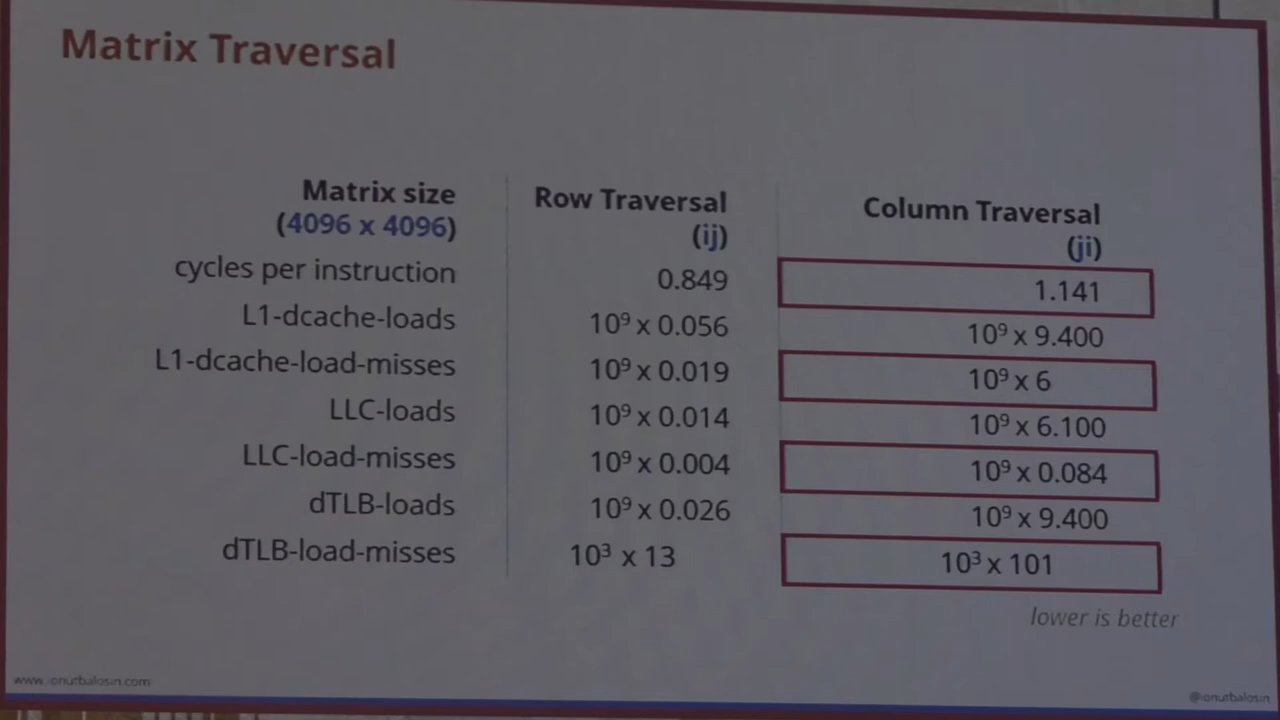 Matrix Traversal
Matrix size
(4096 x 4096)
Row Traversal
(ij)
Column Traversal
(ji)
cycles per instruction 0.849 1.141
L1-dcache-loads 10⁹ x 0.056 10⁹ x 9.400
L1-dcache-load-misses 10⁹ x 0.019 10⁹ x 6
LLC-loads 10⁹ x 0.014 10⁹ x 6.100
LLC-load-misses 10⁹ x 0.004 10⁹ x 0.084
dTLB-loads 10⁹ x 0.026 10⁹ x 9.400
dTLB-load-misses 10³ x 13 10³ x 101
lower is better
www.ionutbalosin.com
@ionutbalosin